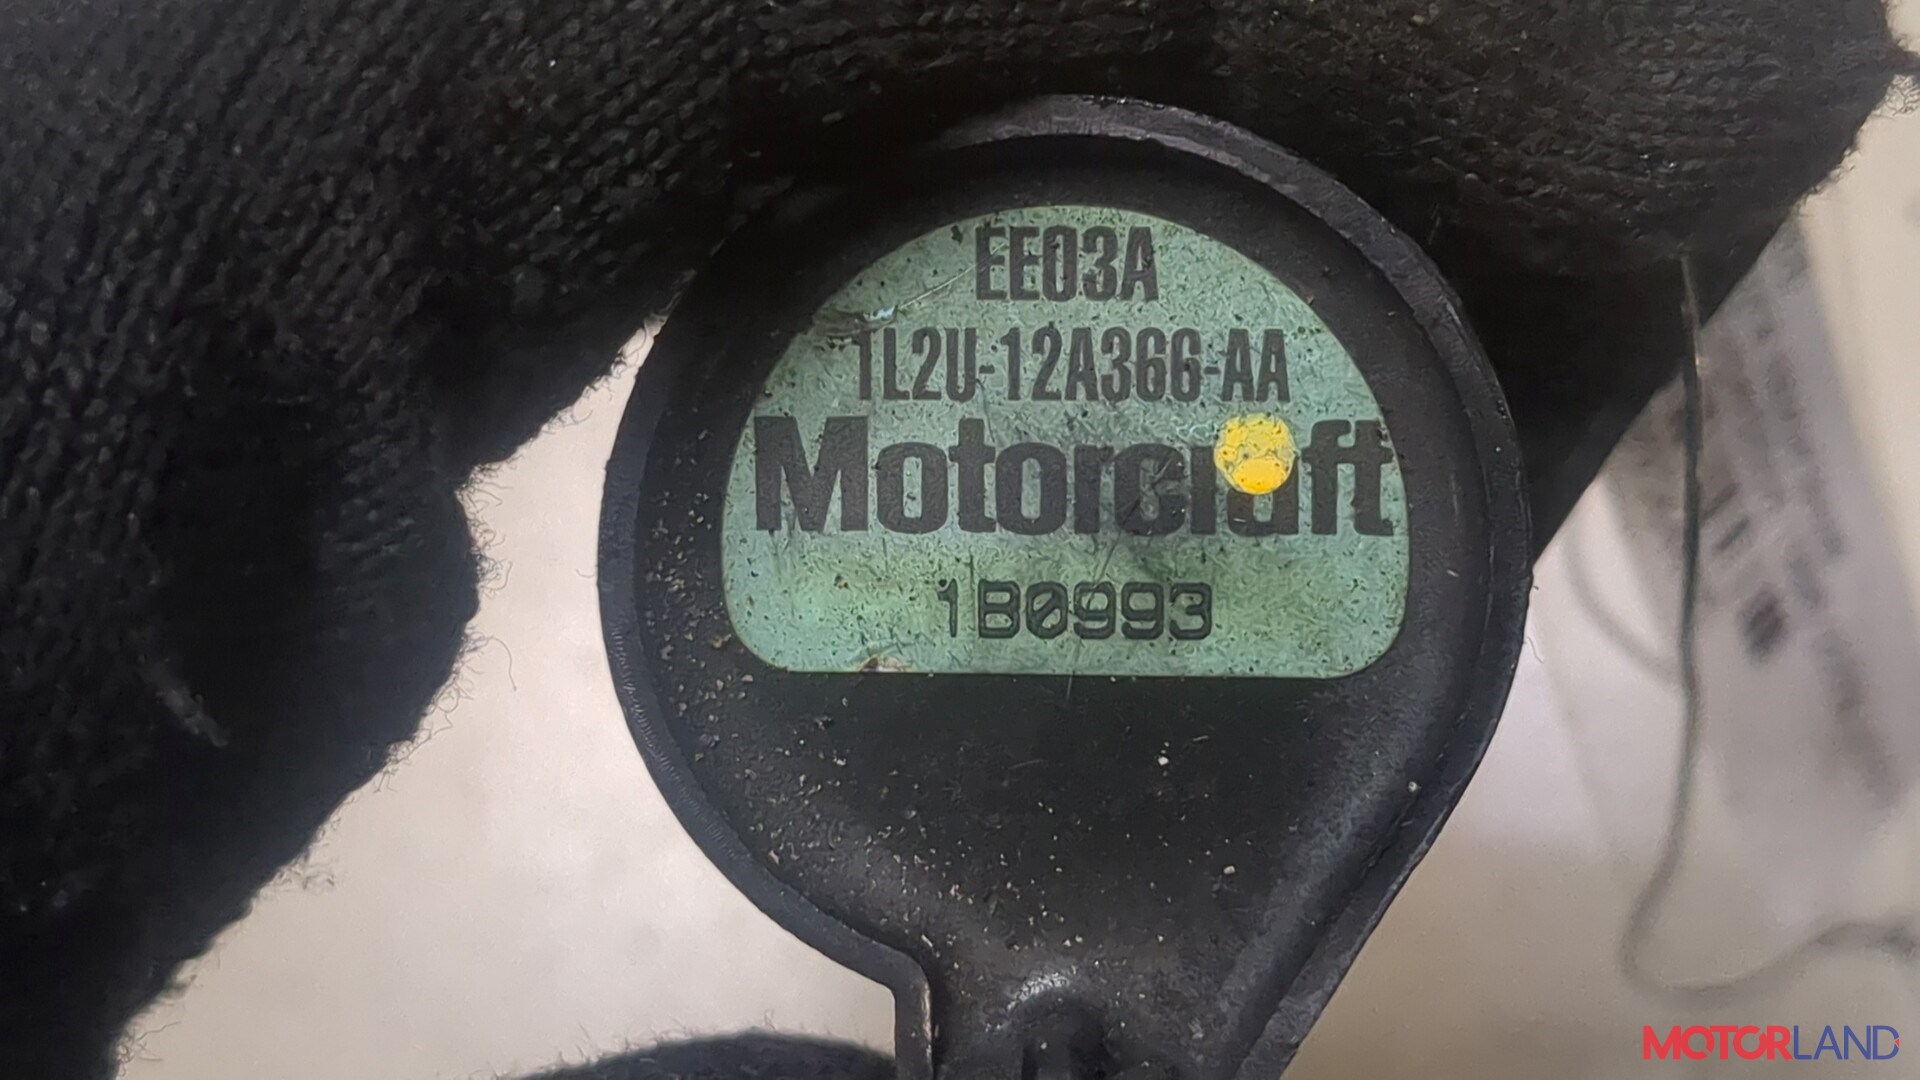 EE03A
1L2U-12A366-AA
Motorcraft
1B0993
MOTORLAND